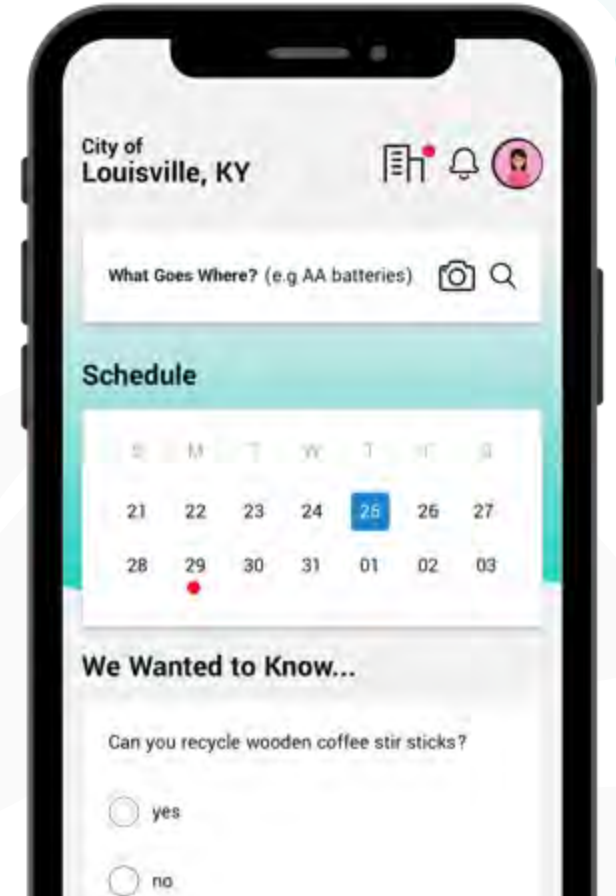 City of
Louisville, KY
What Goes Where? (e.g AA batteries)
Schedule
S M T W T F S
21 22 23 24 25 26 27
28 29 30 31 01 02 03
We Wanted to Know...
Can you recycle wooden coffee stir sticks?
yes
no